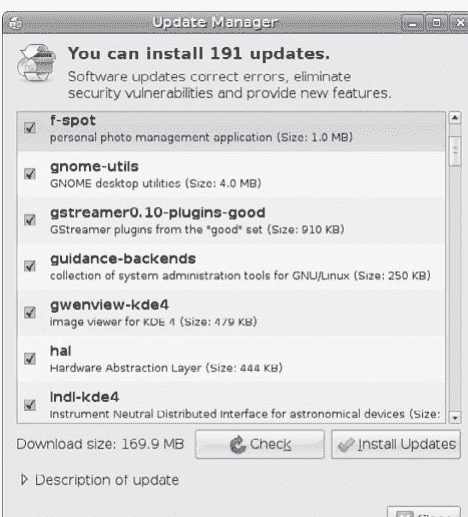 Update Manager
You can install 191 updates.
Software updates correct errors, eliminate
security vulnerabilities and provide new features.
f-spot
personal photo management application (Size: 1.0 MB)
gnome-utils
GNOME desktop utilities (Size: 4.0 MB)
gstreamer0.10-plugins-good
GStreamer plugins from the "good" set (Size: 910 KB)
guidance-backends
collection of system administration tools for GNU/Linux (Size: 250 KB)
gwenview-kde4
image viewer for KDE 4 (Size: 479 KB)
hal
Hardware Abstraction Layer (Size: 444 KB)
indi-kde4
Instrument Neutral Distributed Interface for astronomical devices (Size:
Download size: 169.9 MB
Check
Install Updates
Description of update